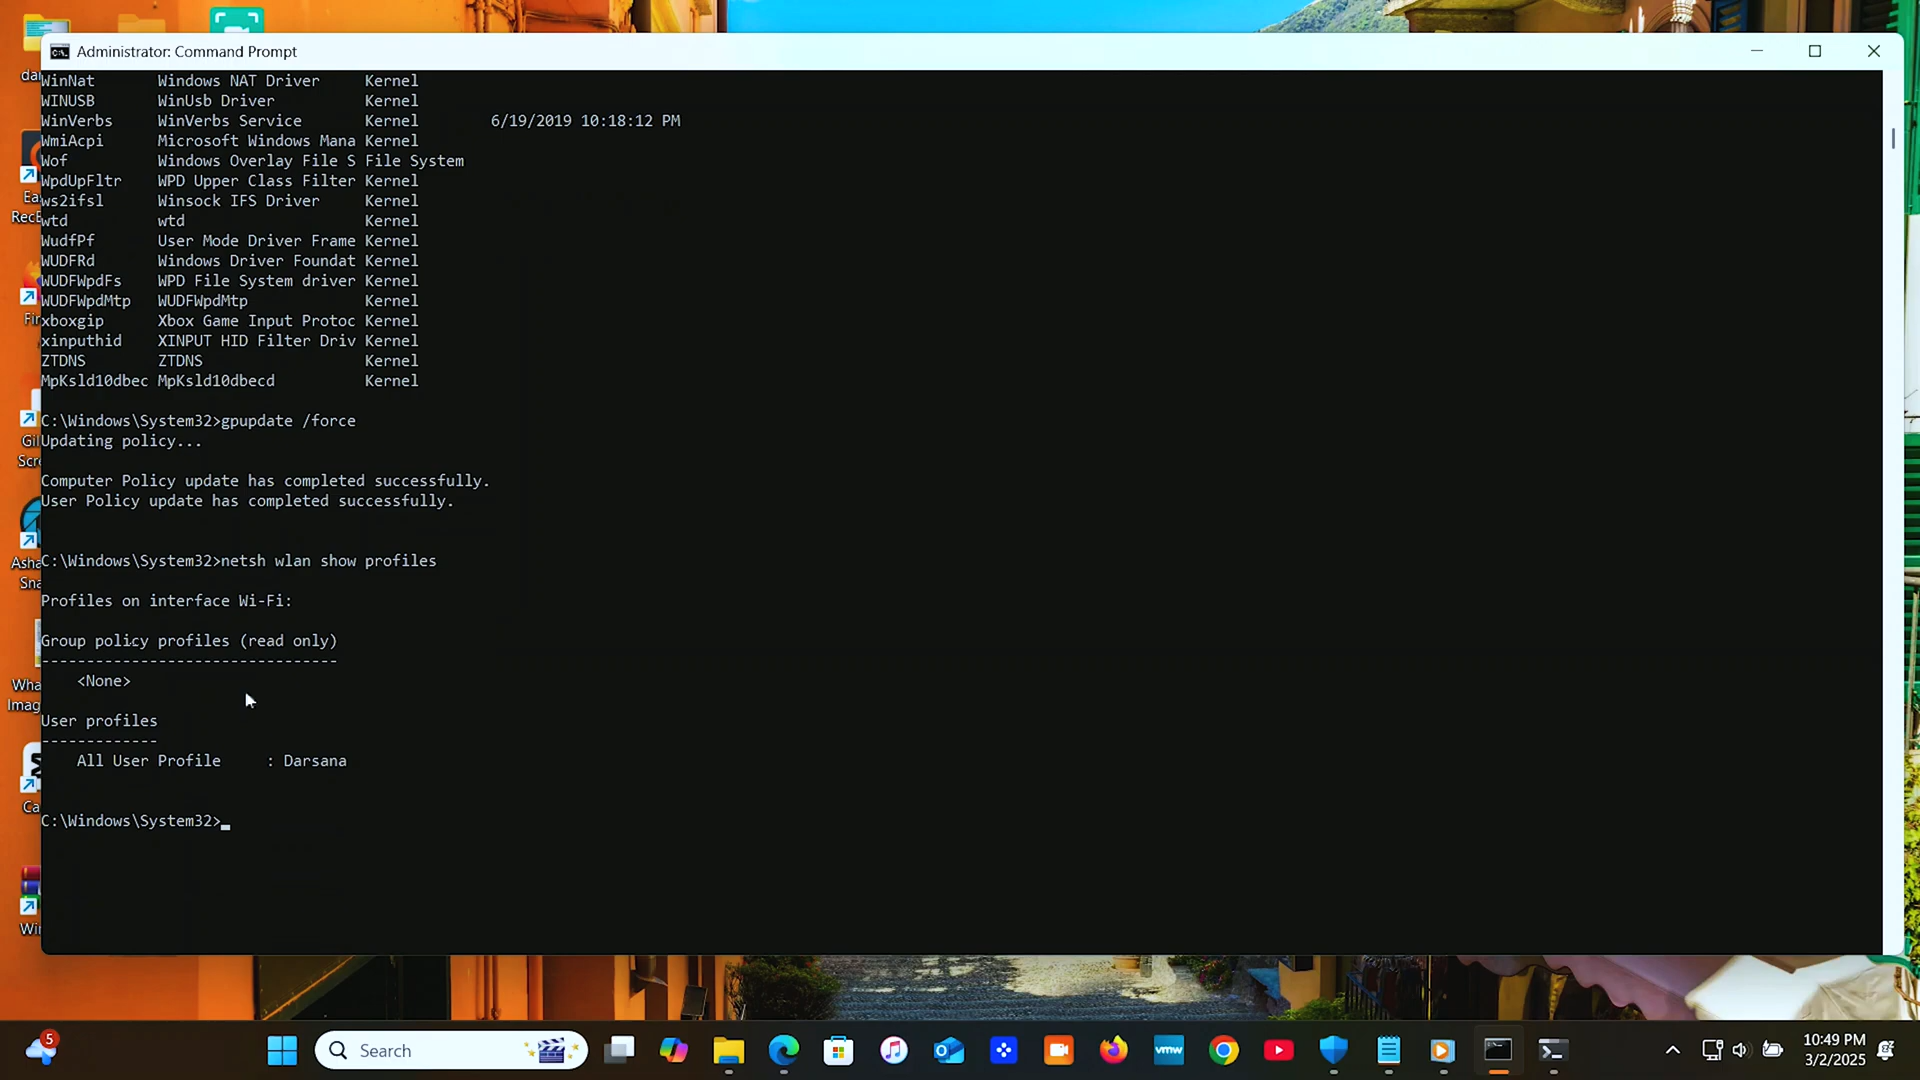 Administrator: Command Prompt
WinNat Windows NAT Driver Kernel
WINUSB WinUsb Driver Kernel
WinVerbs WinVerbs Service Kernel 6/19/2019 10:18:12 PM
WmiAcpi Microsoft Windows Mana Kernel
Wof Windows Overlay File S File System
WpdUpFltr WPD Upper Class Filter Kernel
ws2ifsl Winsock IFS Driver Kernel
wtd wtd Kernel
WudfPf User Mode Driver Frame Kernel
WUDFRd Windows Driver Foundat Kernel
WUDFWpdFs WPD File System driver Kernel
WUDFWpdMtp WUDFWpdMtp Kernel
xboxgip Xbox Game Input Protoc Kernel
xinputhid XINPUT HID Filter Driv Kernel
ZTDNS ZTDNS Kernel
MpKsld10dbec MpKsld10dbecd Kernel
C:\Windows\System32>gpupdate /force
Updating policy...
Computer Policy update has completed successfully.
User Policy update has completed successfully.
C:\Windows\System32>netsh wlan show profiles
Profiles on interface Wi-Fi:
Group policy profiles (read only)
---------------------------------
<None>
User profiles
-------------
All User Profile : Darsana
C:\Windows\System32>
5
Search
vmw
10:49 PM
3/2/2025